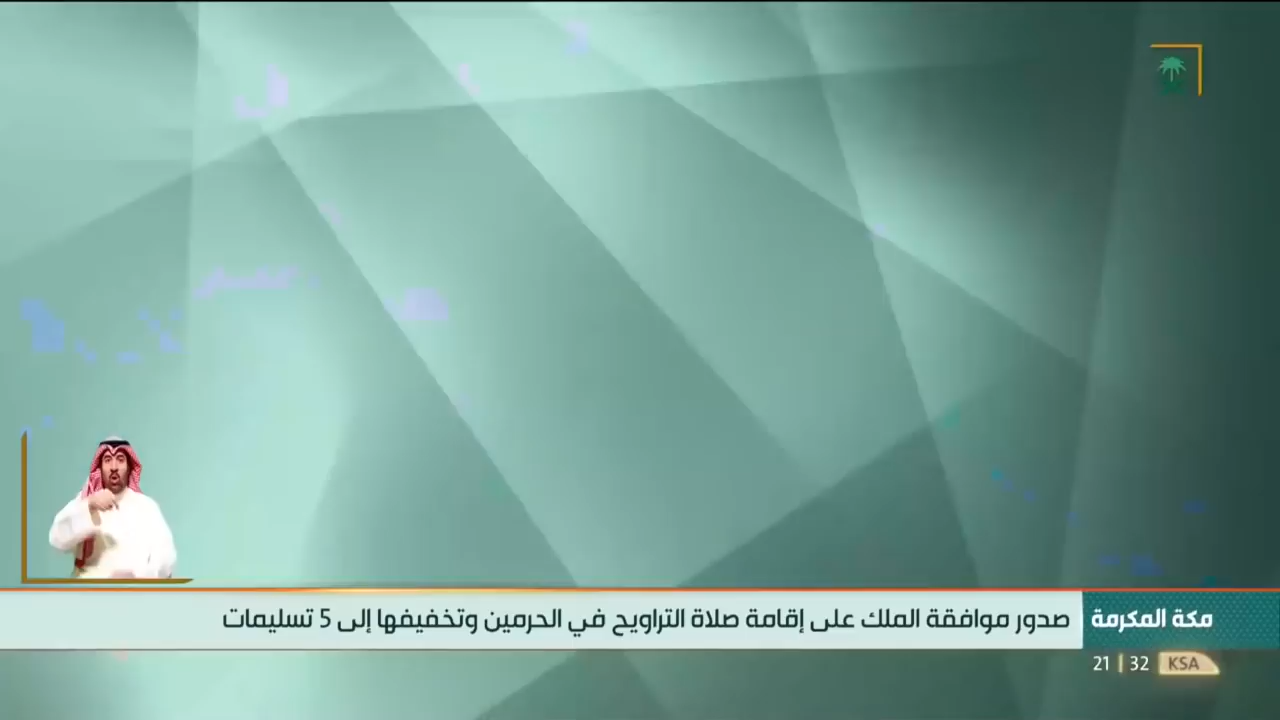 مكة المكرمة
صدور موافقة الملك على إقامة صلاة التراويح في الحرمين وتخفيفها إلى 5 تسليمات
21 | 32 KSA